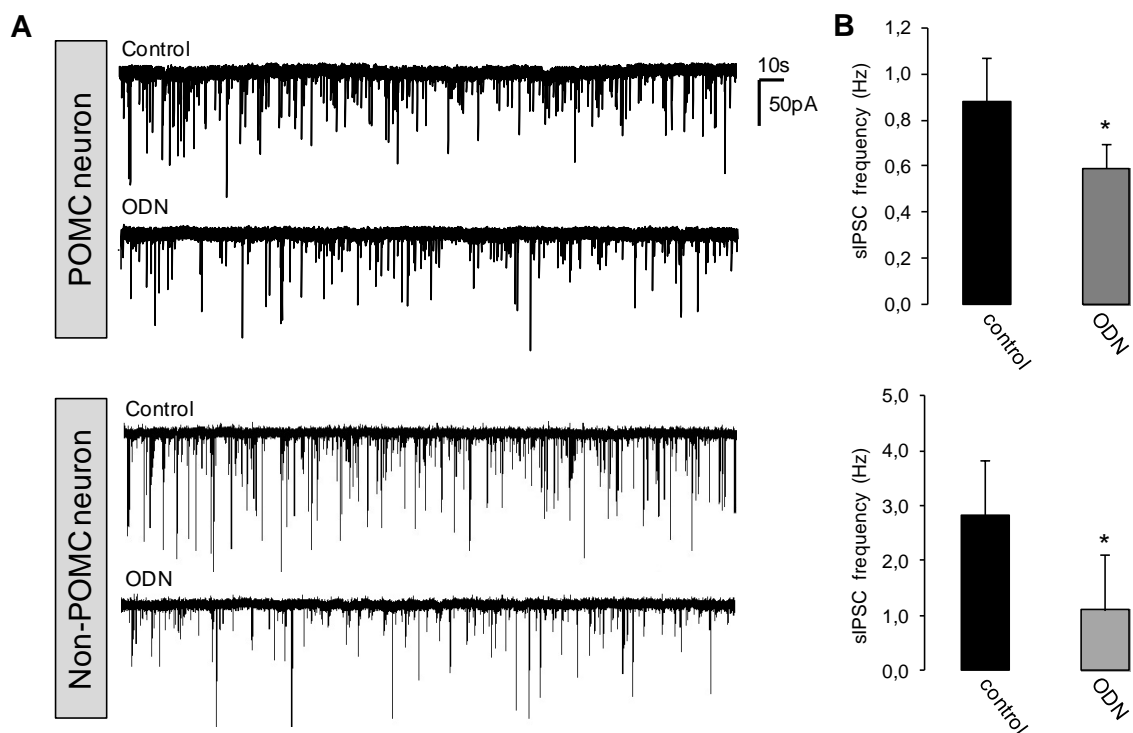 A
POMC neuron
Control
10s
50pA
ODN
Non-POMC neuron
Control
ODN
B
sIPSC frequency (Hz)
1,2
1,0
0,8
0,6
0,4
0,2
0,0
*
control
ODN
sIPSC frequency (Hz)
5,0
4,0
3,0
2,0
1,0
0,0
*
control
ODN